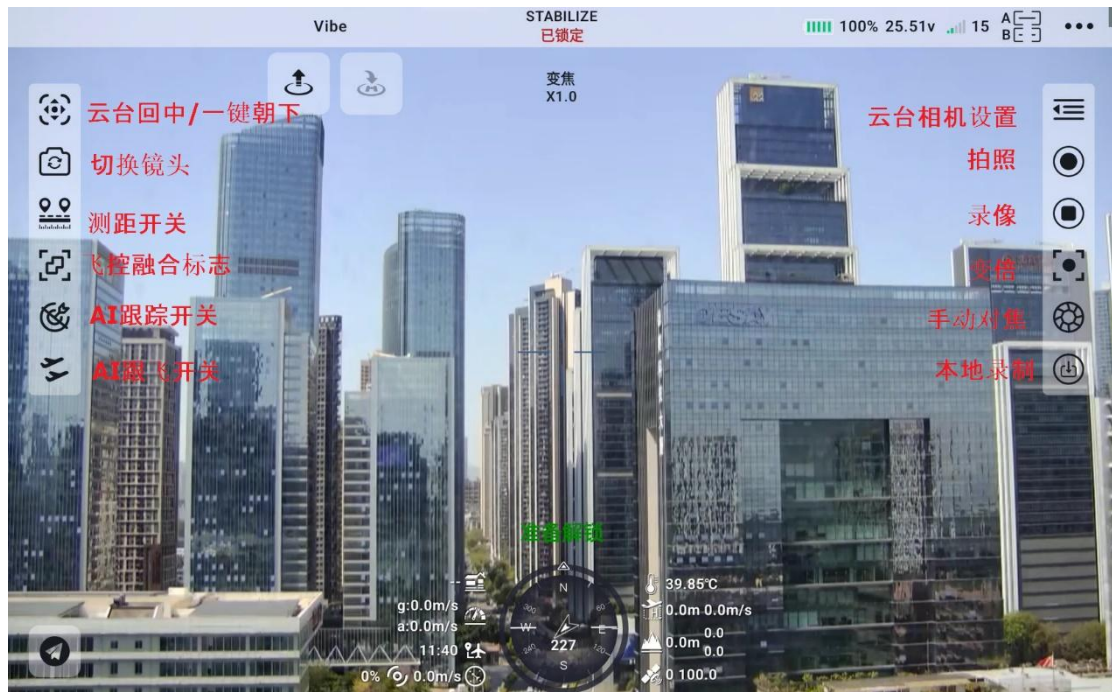 Vibe
STABILIZE
已锁定
100% 25.51v 15
A
B
变焦
X1.0
云台回中/一键朝下
切换镜头
测距开关
飞控融合标志
AI跟踪开关
AI跟飞开关
云台相机设置
拍照
录像
变倍
手动对焦
本地录制
准备解锁
--
g:0.0m/s
a:0.0m/s
11:40
0% 0.0m/s
N
300
60
W
E
240
120
S
227
39.85℃
H
0.0m 0.0m/s
0.0m 0.0
0.0
0 100.0